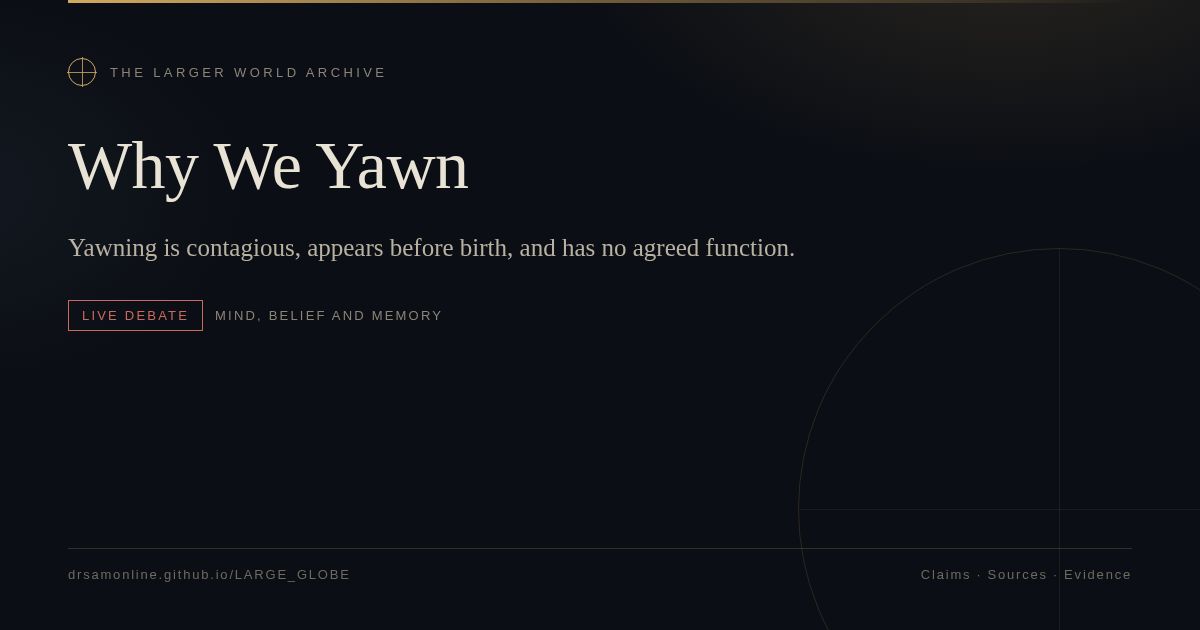 THE LARGER WORLD ARCHIVE
Why We Yawn
Yawning is contagious, appears before birth, and has no agreed function.
LIVE DEBATE
MIND, BELIEF AND MEMORY
drsamonline.github.io/LARGE_GLOBE
Claims · Sources · Evidence